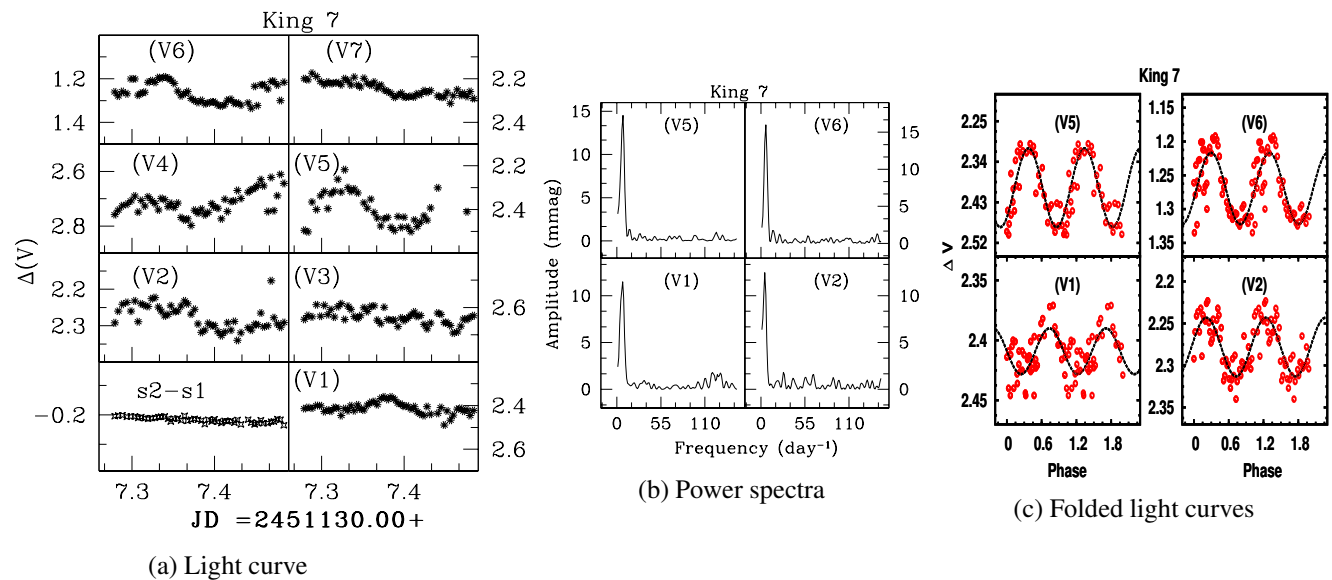 King 7
(V6)
(V7)
1.2
1.4
2.2
2.4
(V4)
(V5)
2.6
2.8
2.2
2.4
Δ(V)
(V2)
(V3)
2.2
2.3
2.6
s2−s1
(V1)
−0.2
2.4
2.6
7.3
7.4
7.3
7.4
JD =2451130.00+
(a) Light curve
King 7
(V5)
(V6)
15
10
5
0
15
10
5
0
Amplitude (mmag)
(V1)
(V2)
10
5
0
10
5
0
0
55
110
0
55
110
Frequency (day⁻¹)
(b) Power spectra
King 7
(V5)
(V6)
2.25
2.34
2.43
2.52
1.13
1.15
1.2
1.25
1.3
1.35
Δ V
(V1)
(V2)
2.35
2.4
2.45
2.2
2.25
2.3
2.35
0
0.6
1.2
1.8
0
0.6
1.2
1.8
Phase
Phase
(c) Folded light curves